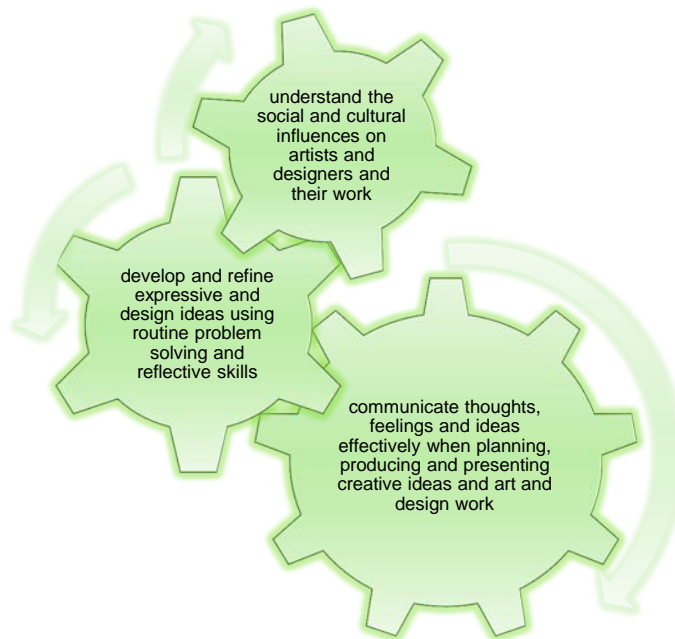 understand the
social and cultural
influences on
artists and
designers and
their work
develop and refine
expressive and
design ideas using
routine problem
solving and
reflective skills
communicate thoughts,
feelings and ideas
effectively when planning,
producing and presenting
creative ideas and art and
design work